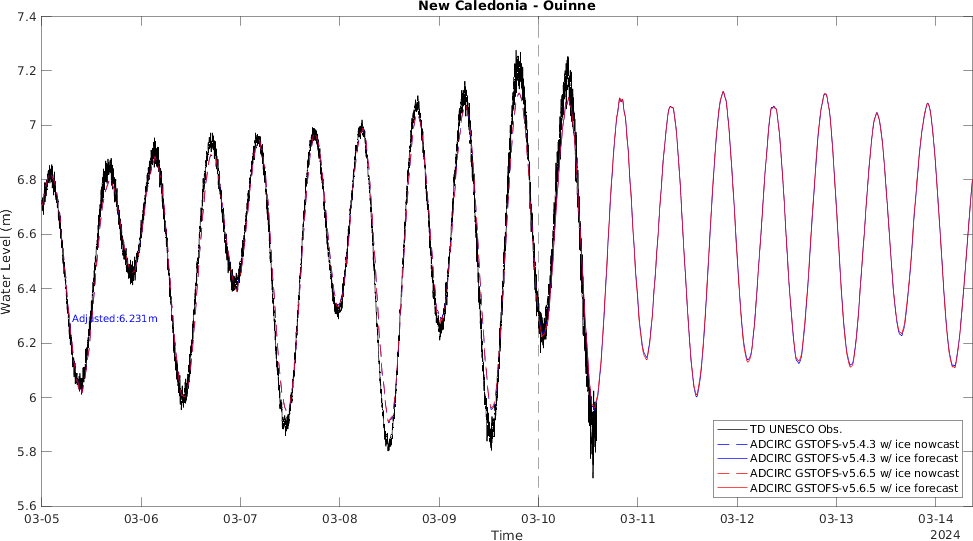 New Caledonia - Ouinne
7.4
7.2
7
6.8
6.6
6.4
6.2
6
5.8
5.6
Water Level (m)
Adjusted:6.231m
TD UNESCO Obs.
ADCIRC GSTOFS-v5.4.3 w/ ice nowcast
ADCIRC GSTOFS-v5.4.3 w/ ice forecast
ADCIRC GSTOFS-v5.6.5 w/ ice nowcast
ADCIRC GSTOFS-v5.6.5 w/ ice forecast
03-05 03-06 03-07 03-08 03-09 03-10 03-11 03-12 03-13 03-14
Time
2024